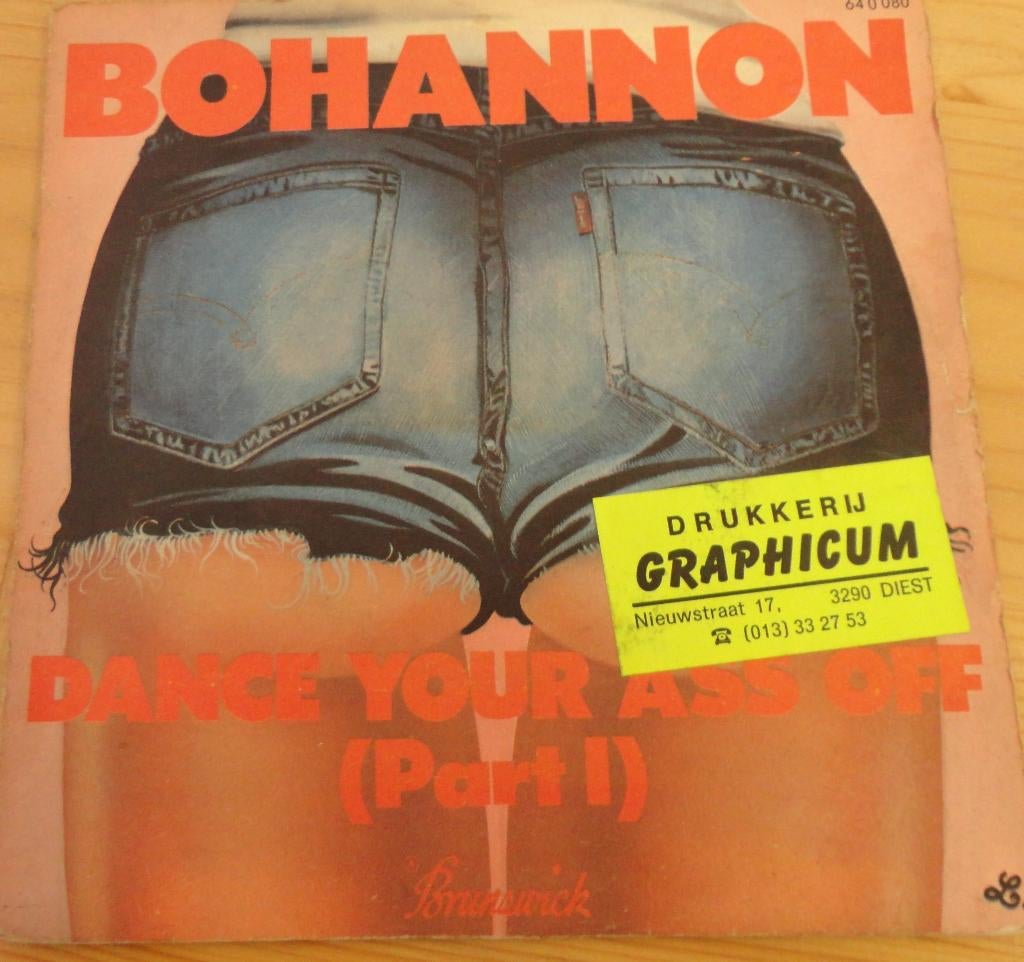 64 0 080
BOHANNON
DRUKKERIJ
GRAPHICUM
Nieuwstraat 17, 3290 DIEST
☎ (013) 33 27 53
DANCE YOUR ASS OFF
(Part I)
Brunswick